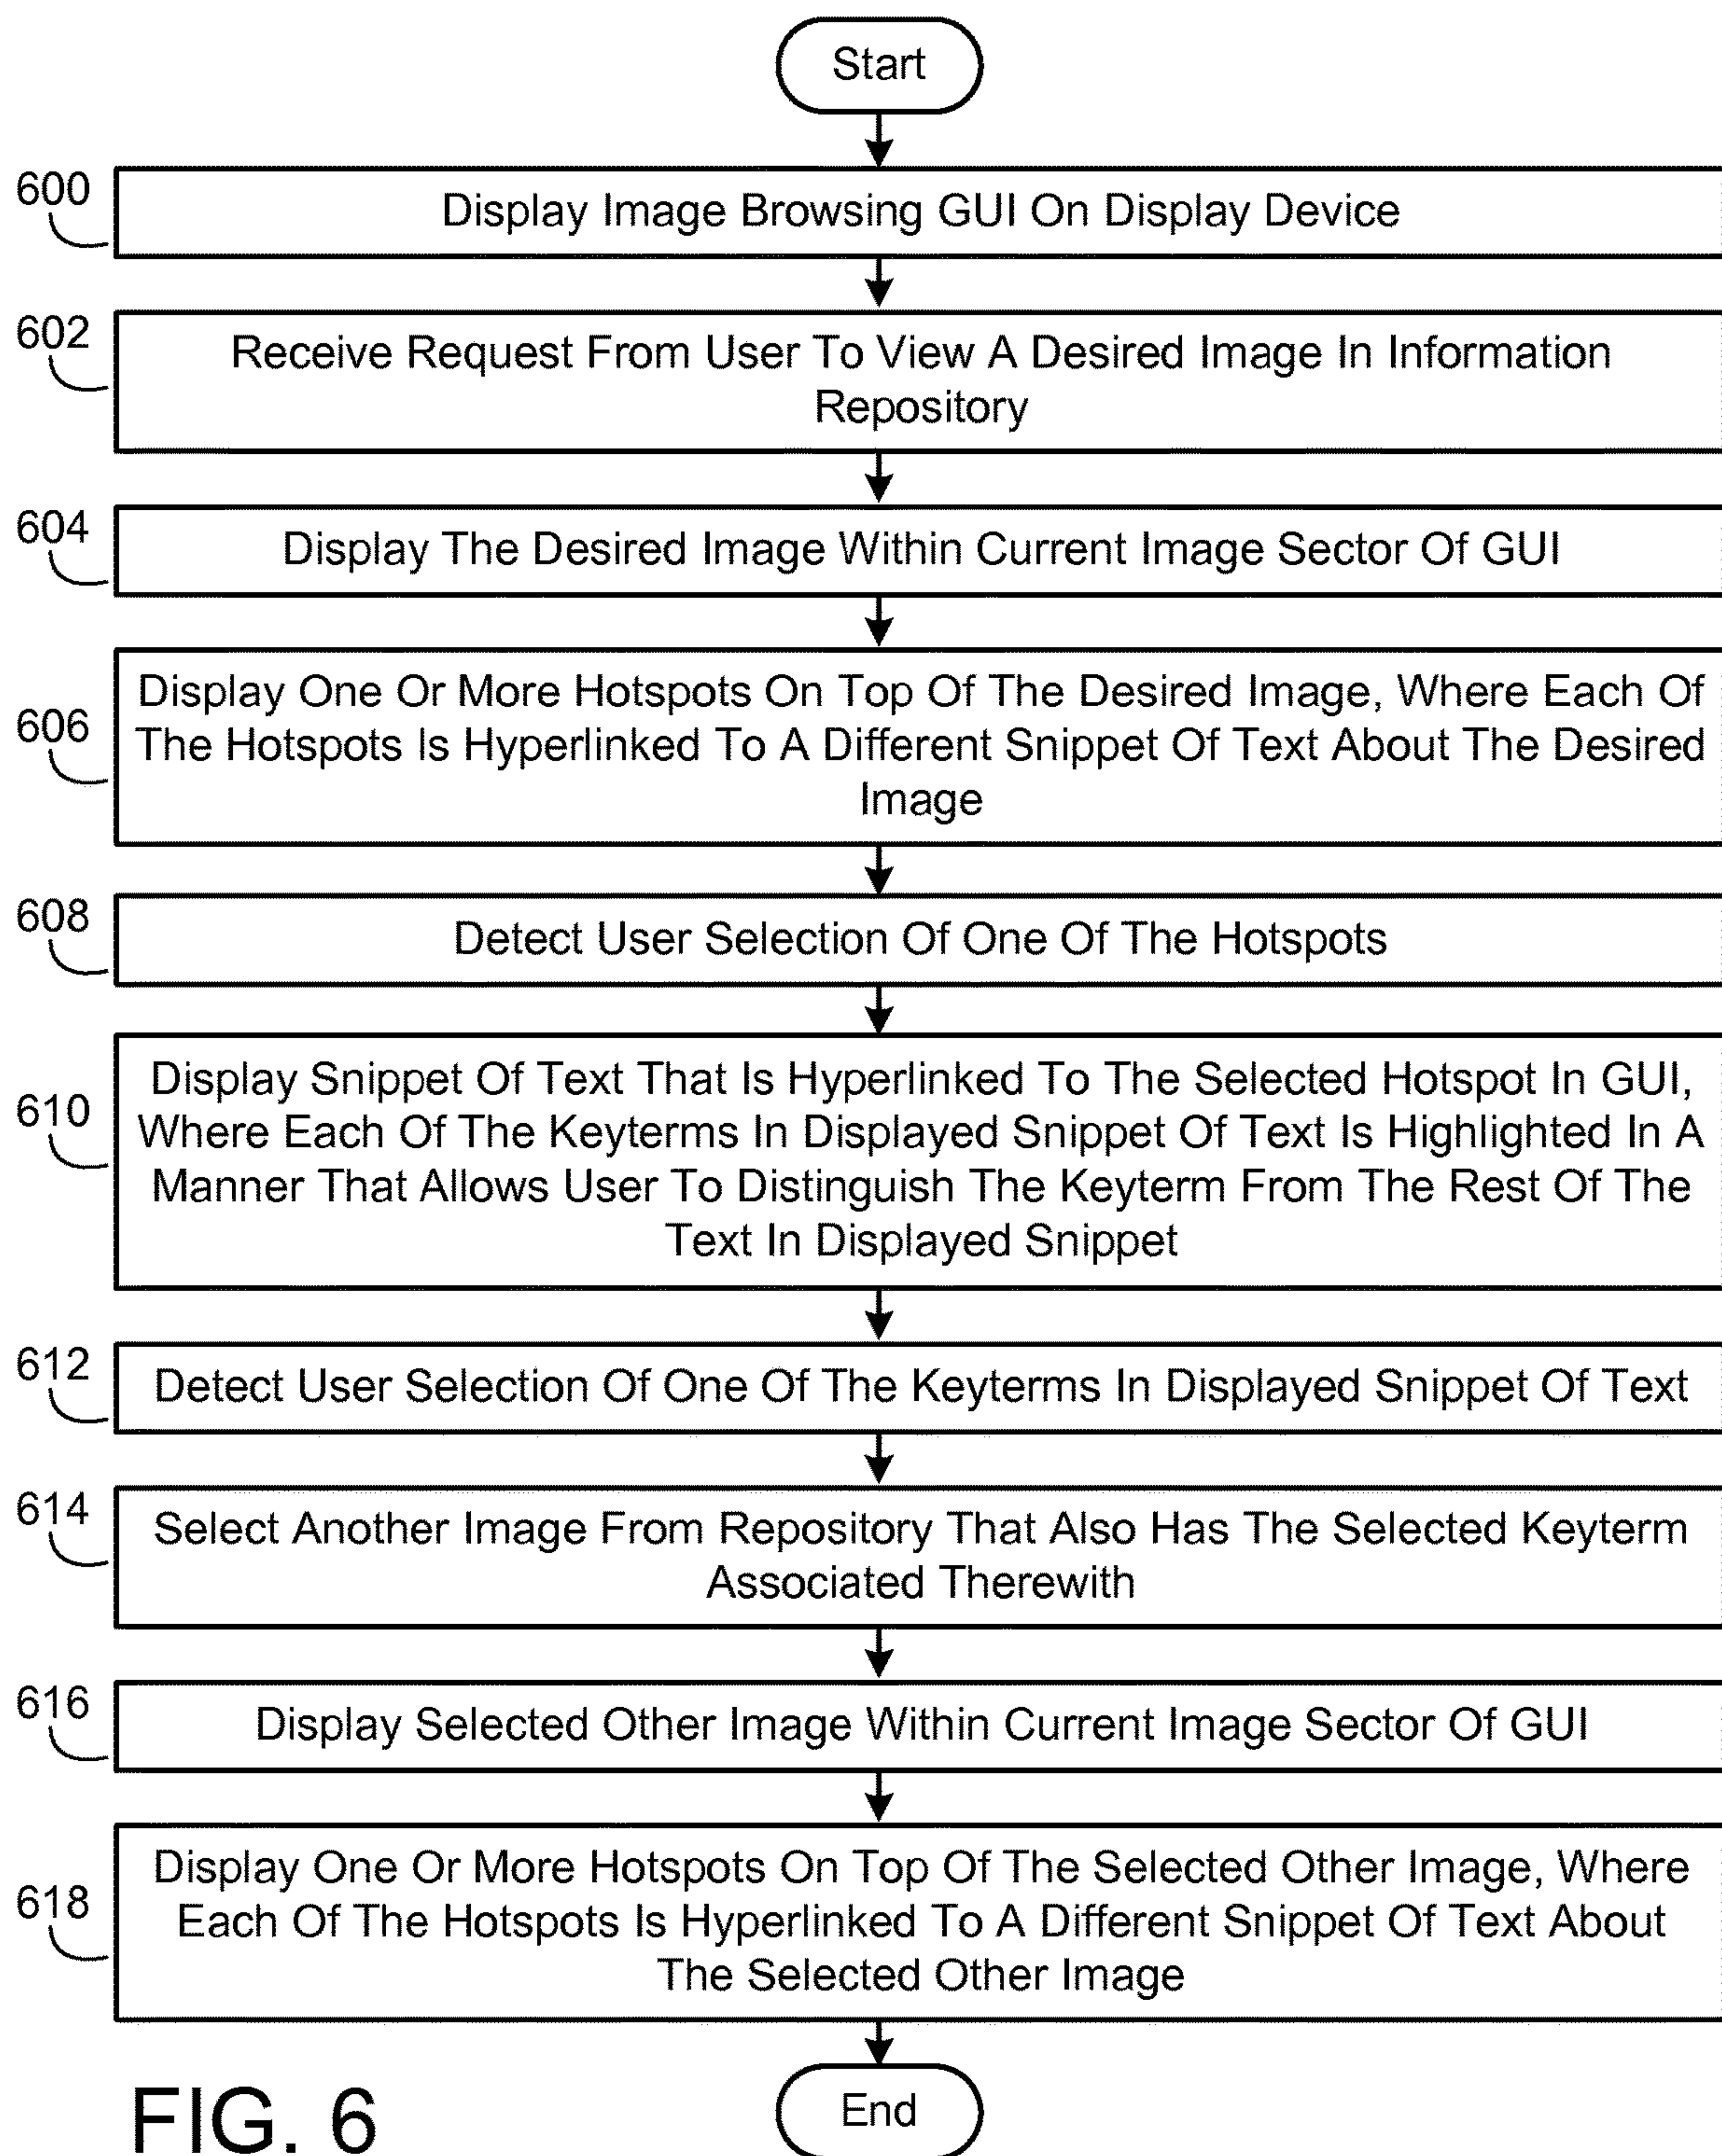 Start
600
Display Image Browsing GUI On Display Device
602
Receive Request From User To View A Desired Image In Information
Repository
604
Display The Desired Image Within Current Image Sector Of GUI
606
Display One Or More Hotspots On Top Of The Desired Image, Where Each Of
The Hotspots Is Hyperlinked To A Different Snippet Of Text About The Desired
Image
608
Detect User Selection Of One Of The Hotspots
610
Display Snippet Of Text That Is Hyperlinked To The Selected Hotspot In GUI,
Where Each Of The Keyterms In Displayed Snippet Of Text Is Highlighted In A
Manner That Allows User To Distinguish The Keyterm From The Rest Of The
Text In Displayed Snippet
612
Detect User Selection Of One Of The Keyterms In Displayed Snippet Of Text
614
Select Another Image From Repository That Also Has The Selected Keyterm
Associated Therewith
616
Display Selected Other Image Within Current Image Sector Of GUI
618
Display One Or More Hotspots On Top Of The Selected Other Image, Where
Each Of The Hotspots Is Hyperlinked To A Different Snippet Of Text About
The Selected Other Image
End
FIG. 6